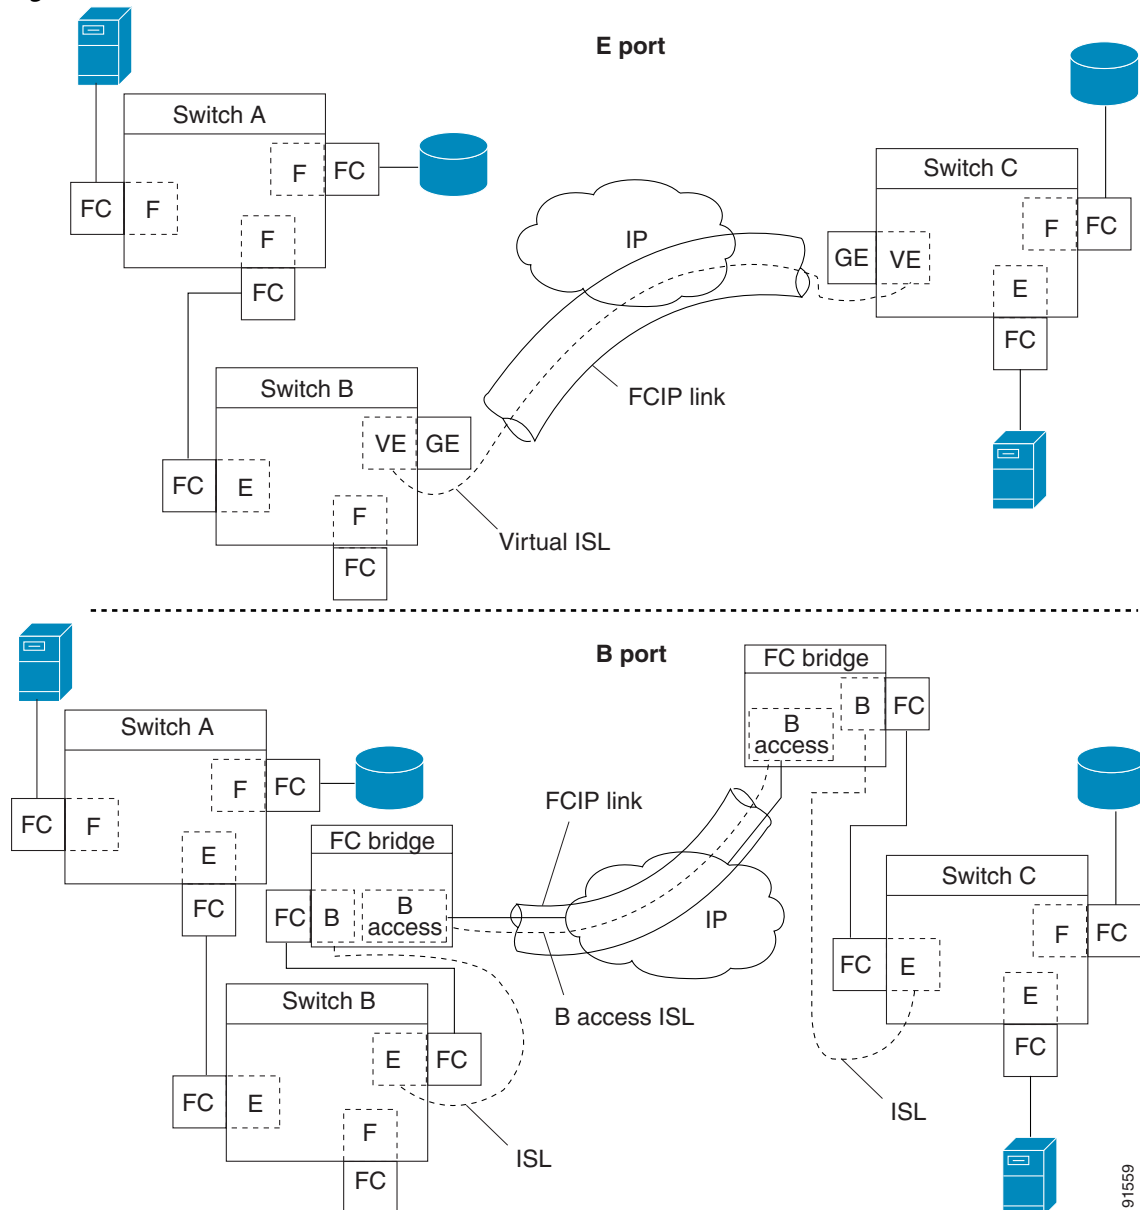 E port
Switch A
F
FC
FC
F
F
FC
Switch B
VE
GE
FC
E
F
FC
IP
FCIP link
Virtual ISL
Switch C
F
FC
GE
VE
E
FC
B port
Switch A
F
FC
FC
F
E
FC
FC bridge
FC
B
B
access
Switch B
E
FC
FC
E
F
FC
ISL
FCIP link
IP
B access ISL
FC bridge
B
FC
B
access
Switch C
F
FC
FC
E
E
FC
ISL
91559